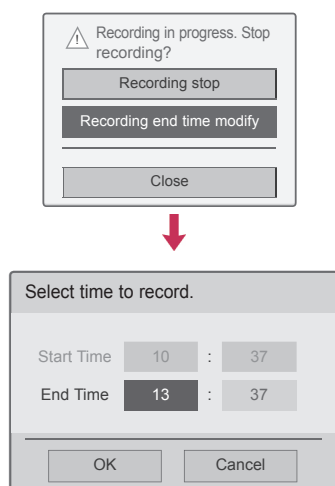 Recording in progress. Stop
recording?
Recording stop
Recording end time modify
Close
Select time to record.
Start Time 10 : 37
End Time 13 : 37
OK Cancel